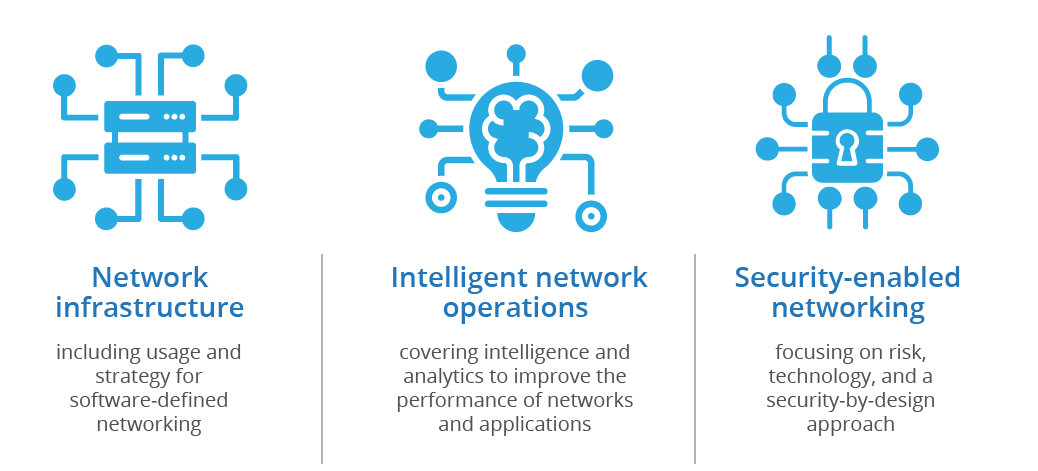 Network
infrastructure
including usage and
strategy for
software-defined
networking
Intelligent network
operations
covering intelligence and
analytics to improve the
performance of networks
and applications
Security-enabled
networking
focusing on risk,
technology, and a
security-by-design
approach